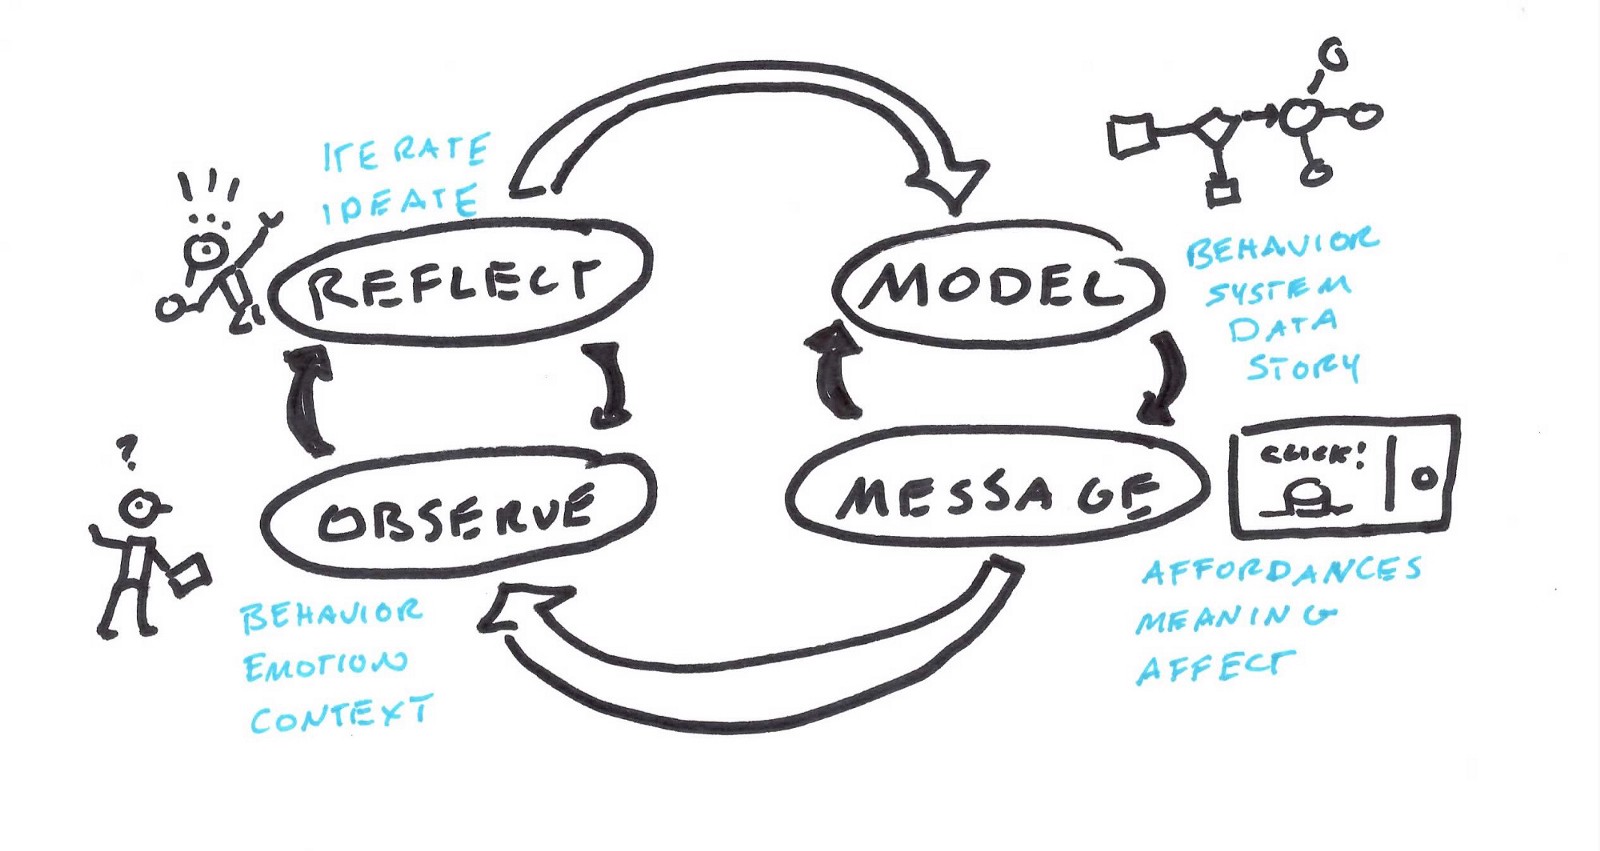 ITERATE
IDEATE
REFLECT
MODEL
BEHAVIOR
SYSTEM
DATA
STORY
?
OBSERVE
MESSAGE
CLICK!
BEHAVIOR
EMOTION
CONTEXT
AFFORDANCES
MEANING
AFFECT